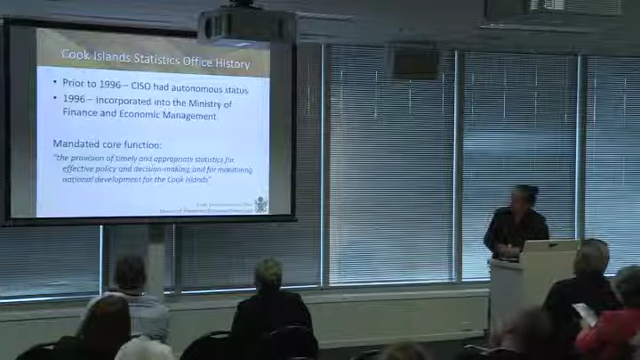 Cook Islands Statistics Office History
• Prior to 1996 – CISO had autonomous status
• 1996 – Incorporated into the Ministry of
Finance and Economic Management
Mandated core function:
"the provision of timely and appropriate statistics for
effective policy and decision-making and for monitoring
national development for the Cook Islands"